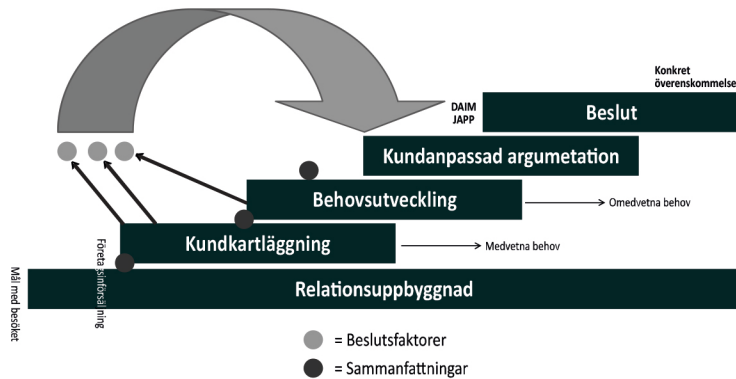 Konkret
överenskommelse
DAIM
JAPP
Beslut
Kundanpassad argumetation
Behovsutveckling
Omedvetna behov
Kundkartläggning
Medvetna behov
Mål med besöket
Företagsinförsälning
Relationsuppbyggnad
= Beslutsfaktorer
= Sammanfattningar